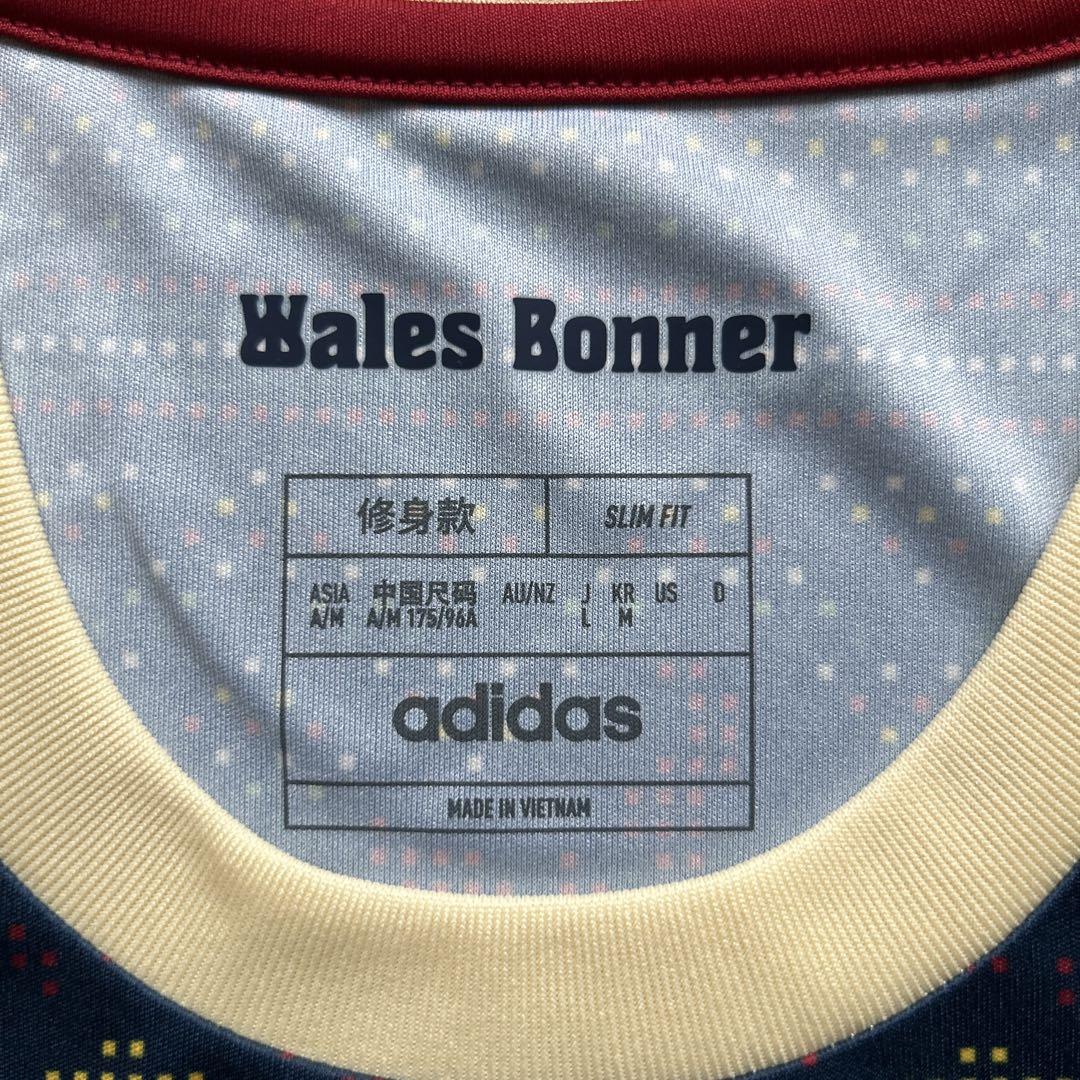 Wales Bonner
修身款 SLIM FIT
ASIA 中国尺码 AU/NZ J KR US D
A/M A/M 175/96A L M
adidas
MADE IN VIETNAM